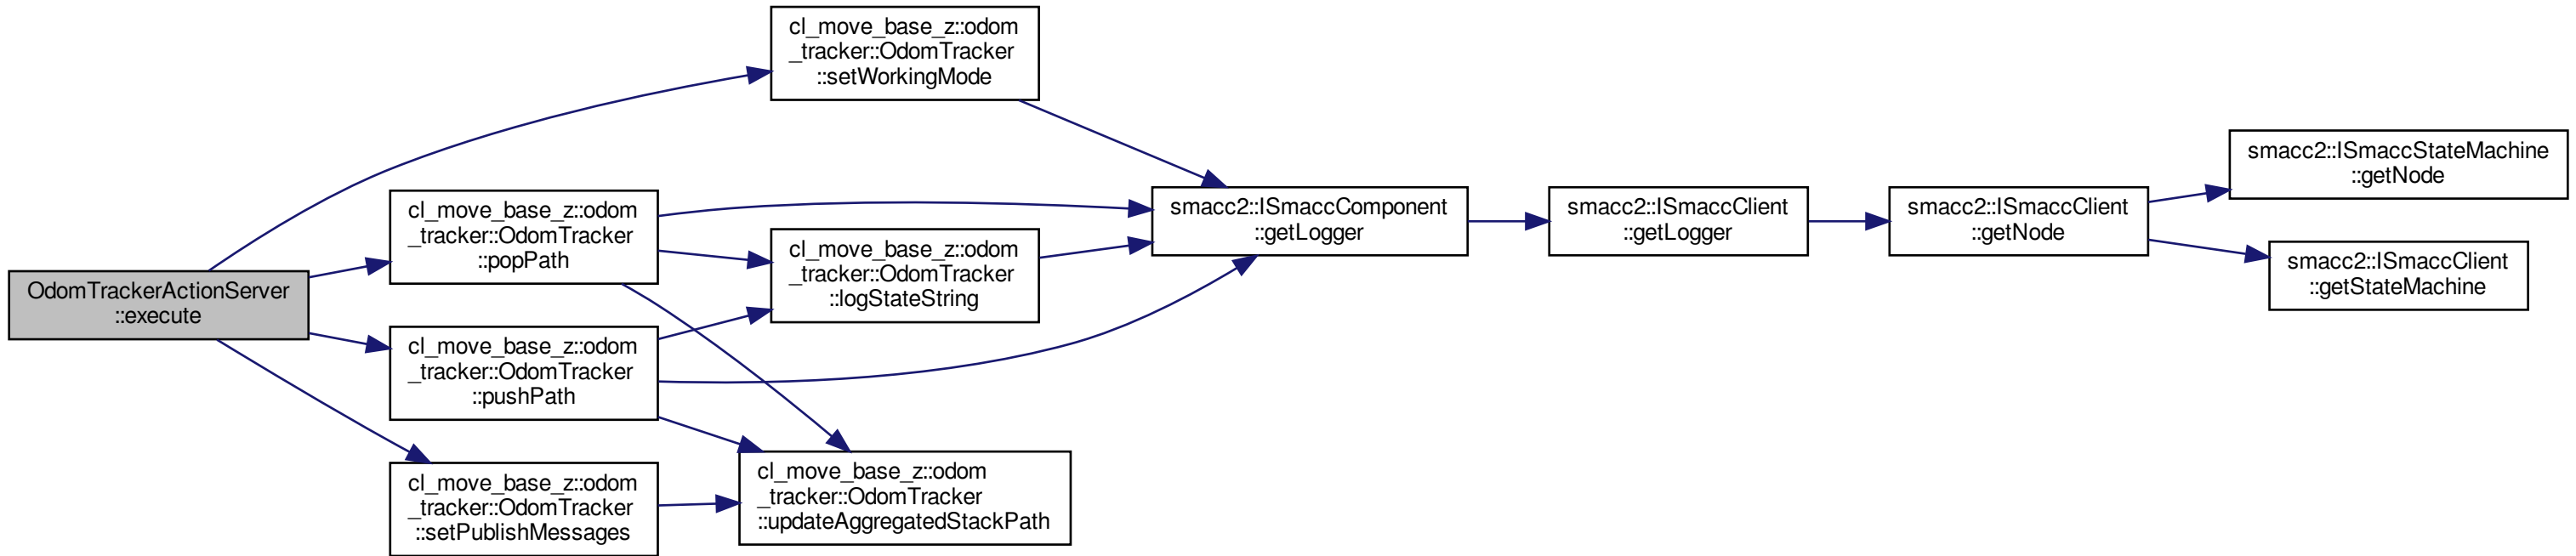 OdomTrackerActionServer
::execute
cl_move_base_z::odom
_tracker::OdomTracker
::setWorkingMode
cl_move_base_z::odom
_tracker::OdomTracker
::popPath
cl_move_base_z::odom
_tracker::OdomTracker
::logStateString
cl_move_base_z::odom
_tracker::OdomTracker
::pushPath
cl_move_base_z::odom
_tracker::OdomTracker
::setPublishMessages
cl_move_base_z::odom
_tracker::OdomTracker
::updateAggregatedStackPath
smacc2::ISmaccComponent
::getLogger
smacc2::ISmaccClient
::getLogger
smacc2::ISmaccClient
::getNode
smacc2::ISmaccStateMachine
::getNode
smacc2::ISmaccClient
::getStateMachine